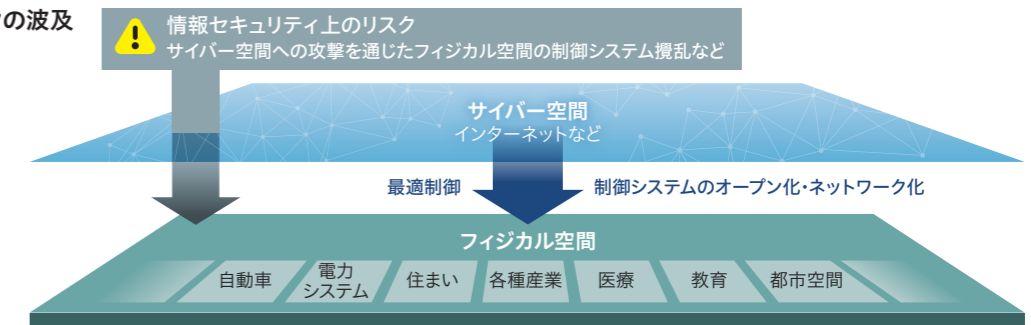 の波及
情報セキュリティ上のリスク
サイバー空間への攻撃を通じたフィジカル空間の制御システム攪乱など
サイバー空間
インターネットなど
最適制御
制御システムのオープン化・ネットワーク化
フィジカル空間
自動車
電力
システム
住まい
各種産業
医療
教育
都市空間